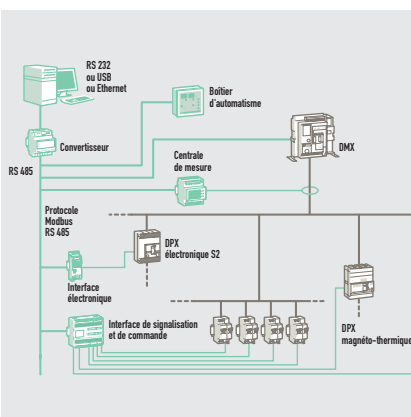 RS 232
ou USB
ou Ethernet
Boîtier
d'automatisme
Convertisseur
DMX
Centrale
de mesure
RS 485
Protocole
Modbus
RS 485
DPX
électronique S2
Interface
électronique
Interface de signalisation
et de commande
DPX
magnéto-thermique